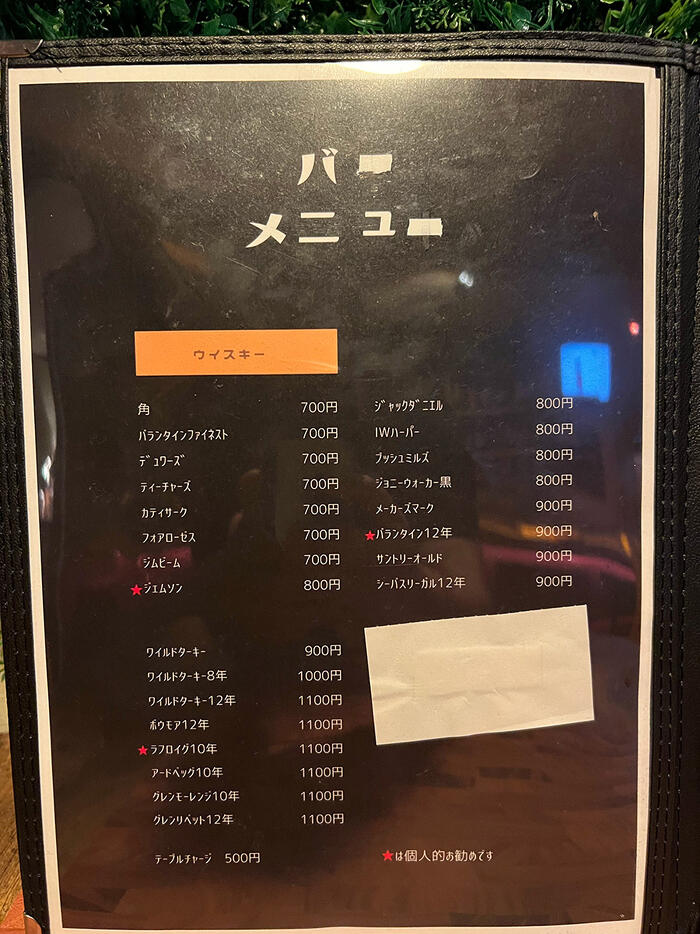 バー
メニュー
ウイスキー
角 700円
バランタインファイネスト 700円
デュワーズ 700円
ティーチャーズ 700円
カティサーク 700円
フォアローゼス 700円
ジムビーム 700円
★ジェムソン 800円
ジャックダニエル 800円
IWハーパー 800円
ブッシュミルズ 800円
ジョニーウォーカー黒 800円
メーカーズマーク 900円
★バランタイン12年 900円
サントリーオールド 900円
シーバスリーガル12年 900円
ワイルドターキー 900円
ワイルドターキー8年 1000円
ワイルドターキー12年 1100円
ボウモア12年 1100円
★ラフロイグ10年 1100円
アードベッグ10年 1100円
グレンモーレンジ10年 1100円
グレンリベット12年 1100円
テーブルチャージ 500円
★は個人的お勧めです